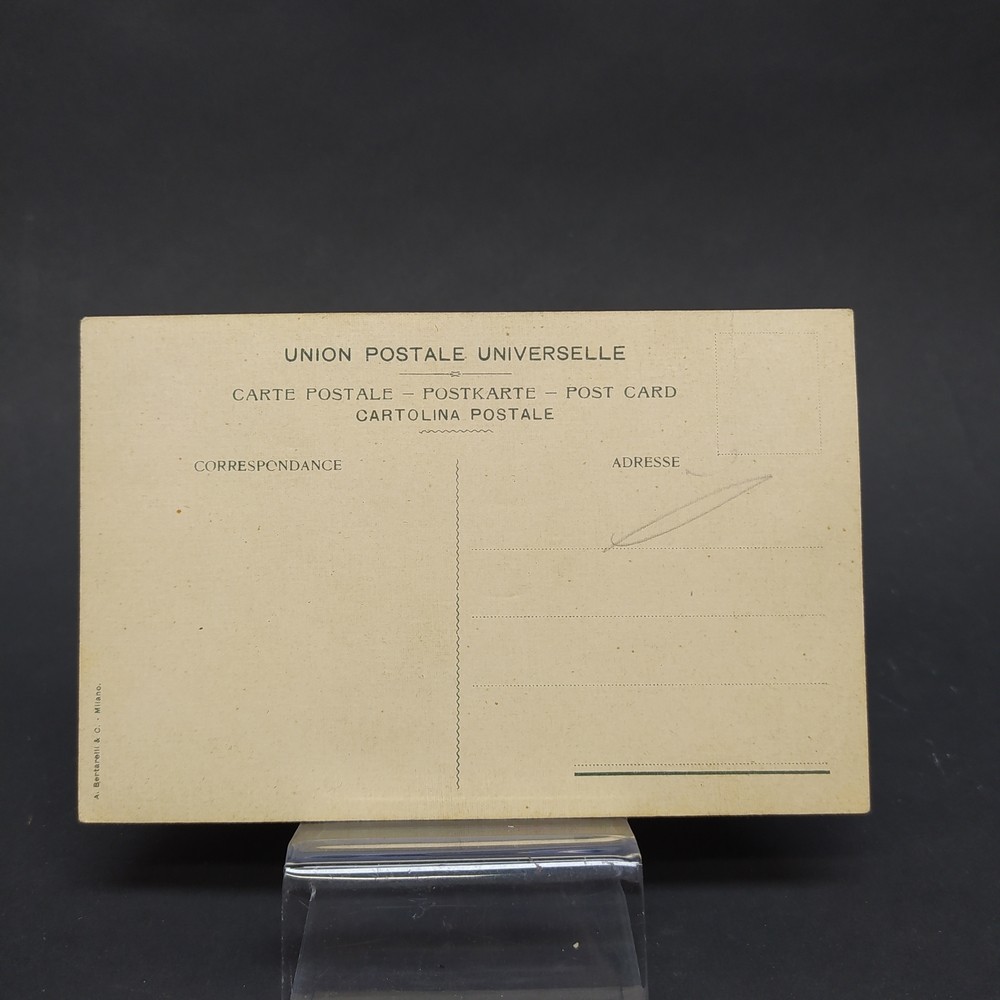 UNION POSTALE UNIVERSELLE
CARTE POSTALE – POSTKARTE – POST CARD
CARTOLINA POSTALE
CORRESPONDANCE
ADRESSE
A. Bertarelli & C. - Milano.